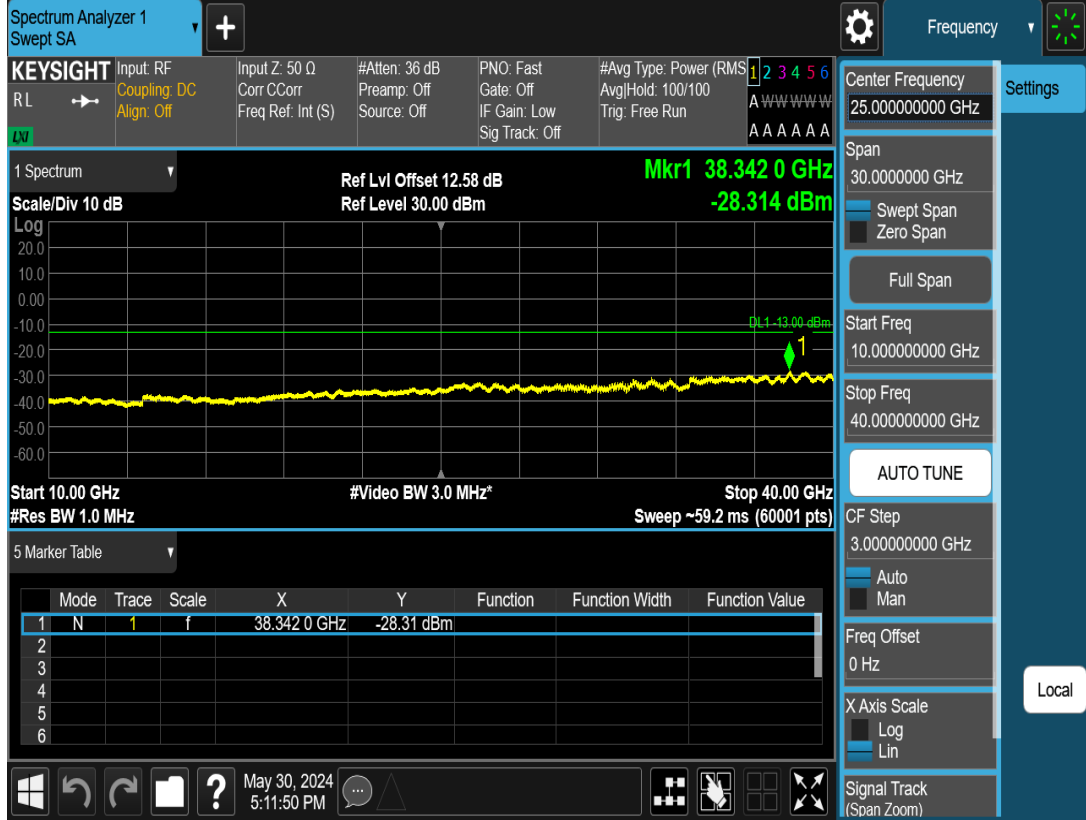 Spectrum Analyzer 1
Swept SA
+
Frequency
KEYSIGHT
RL
LXI
Input: RF
Coupling: DC
Align: Off
Input Z: 50 Ω
Corr CCorr
Freq Ref: Int (S)
#Atten: 36 dB
Preamp: Off
Source: Off
PNO: Fast
Gate: Off
IF Gain: Low
Sig Track: Off
#Avg Type: Power (RMS
Avg|Hold: 100/100
Trig: Free Run
1 2 3 4 5 6
A W W W W W
A A A A A A
1 Spectrum
Scale/Div 10 dB
Ref Lvl Offset 12.58 dB
Ref Level 30.00 dBm
Mkr1 38.342 0 GHz
-28.314 dBm
Log
20.0
10.0
0.00
-10.0
-20.0
-30.0
-40.0
-50.0
-60.0
DL1 -13.00 dBm
1
Start 10.00 GHz
#Video BW 3.0 MHz*
Stop 40.00 GHz
#Res BW 1.0 MHz
Sweep ~59.2 ms (60001 pts)
5 Marker Table
Mode Trace Scale X Y Function Function Width Function Value
1 N 1 f 38.342 0 GHz -28.31 dBm
2
3
4
5
6
?
May 30, 2024
5:11:50 PM
Center Frequency
25.000000000 GHz
Settings
Span
30.0000000 GHz
Swept Span
Zero Span
Full Span
Start Freq
10.000000000 GHz
Stop Freq
40.000000000 GHz
AUTO TUNE
CF Step
3.000000000 GHz
Auto
Man
Freq Offset
0 Hz
X Axis Scale
Log
Lin
Signal Track
(Span Zoom)
Local